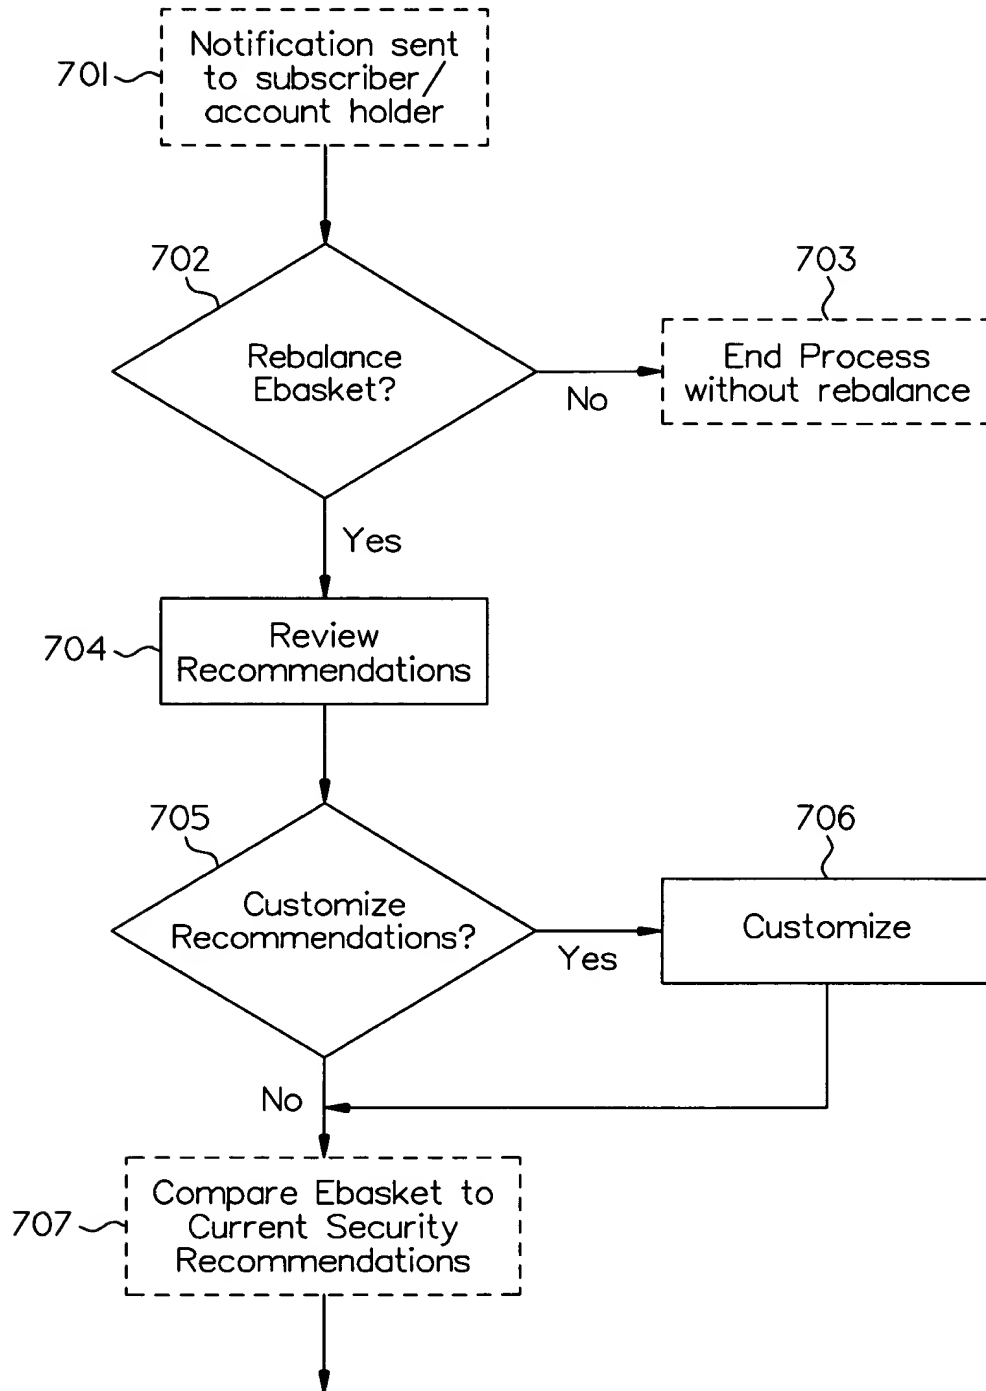 Notification sent
to subscriber/
account holder
701
702
Rebalance
Ebasket?
No
703
End Process
without rebalance
Yes
704
Review
Recommendations
705
Customize
Recommendations?
Yes
706
Customize
No
707
Compare Ebasket to
Current Security
Recommendations